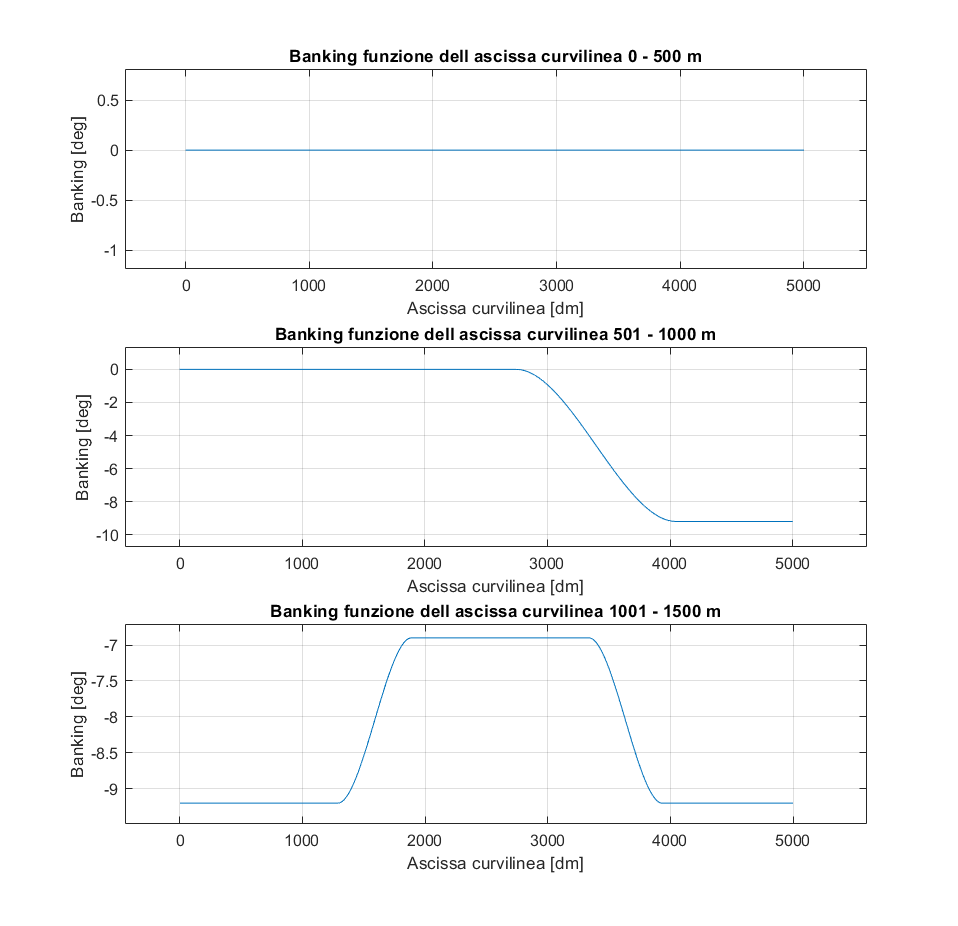 Banking funzione dell ascissa curvilinea 0 - 500 m
0.5
0
-0.5
-1
Banking [deg]
0 1000 2000 3000 4000 5000
Ascissa curvilinea [dm]
Banking funzione dell ascissa curvilinea 501 - 1000 m
0
-2
-4
-6
-8
-10
Banking [deg]
0 1000 2000 3000 4000 5000
Ascissa curvilinea [dm]
Banking funzione dell ascissa curvilinea 1001 - 1500 m
-7
-7.5
-8
-8.5
-9
Banking [deg]
0 1000 2000 3000 4000 5000
Ascissa curvilinea [dm]